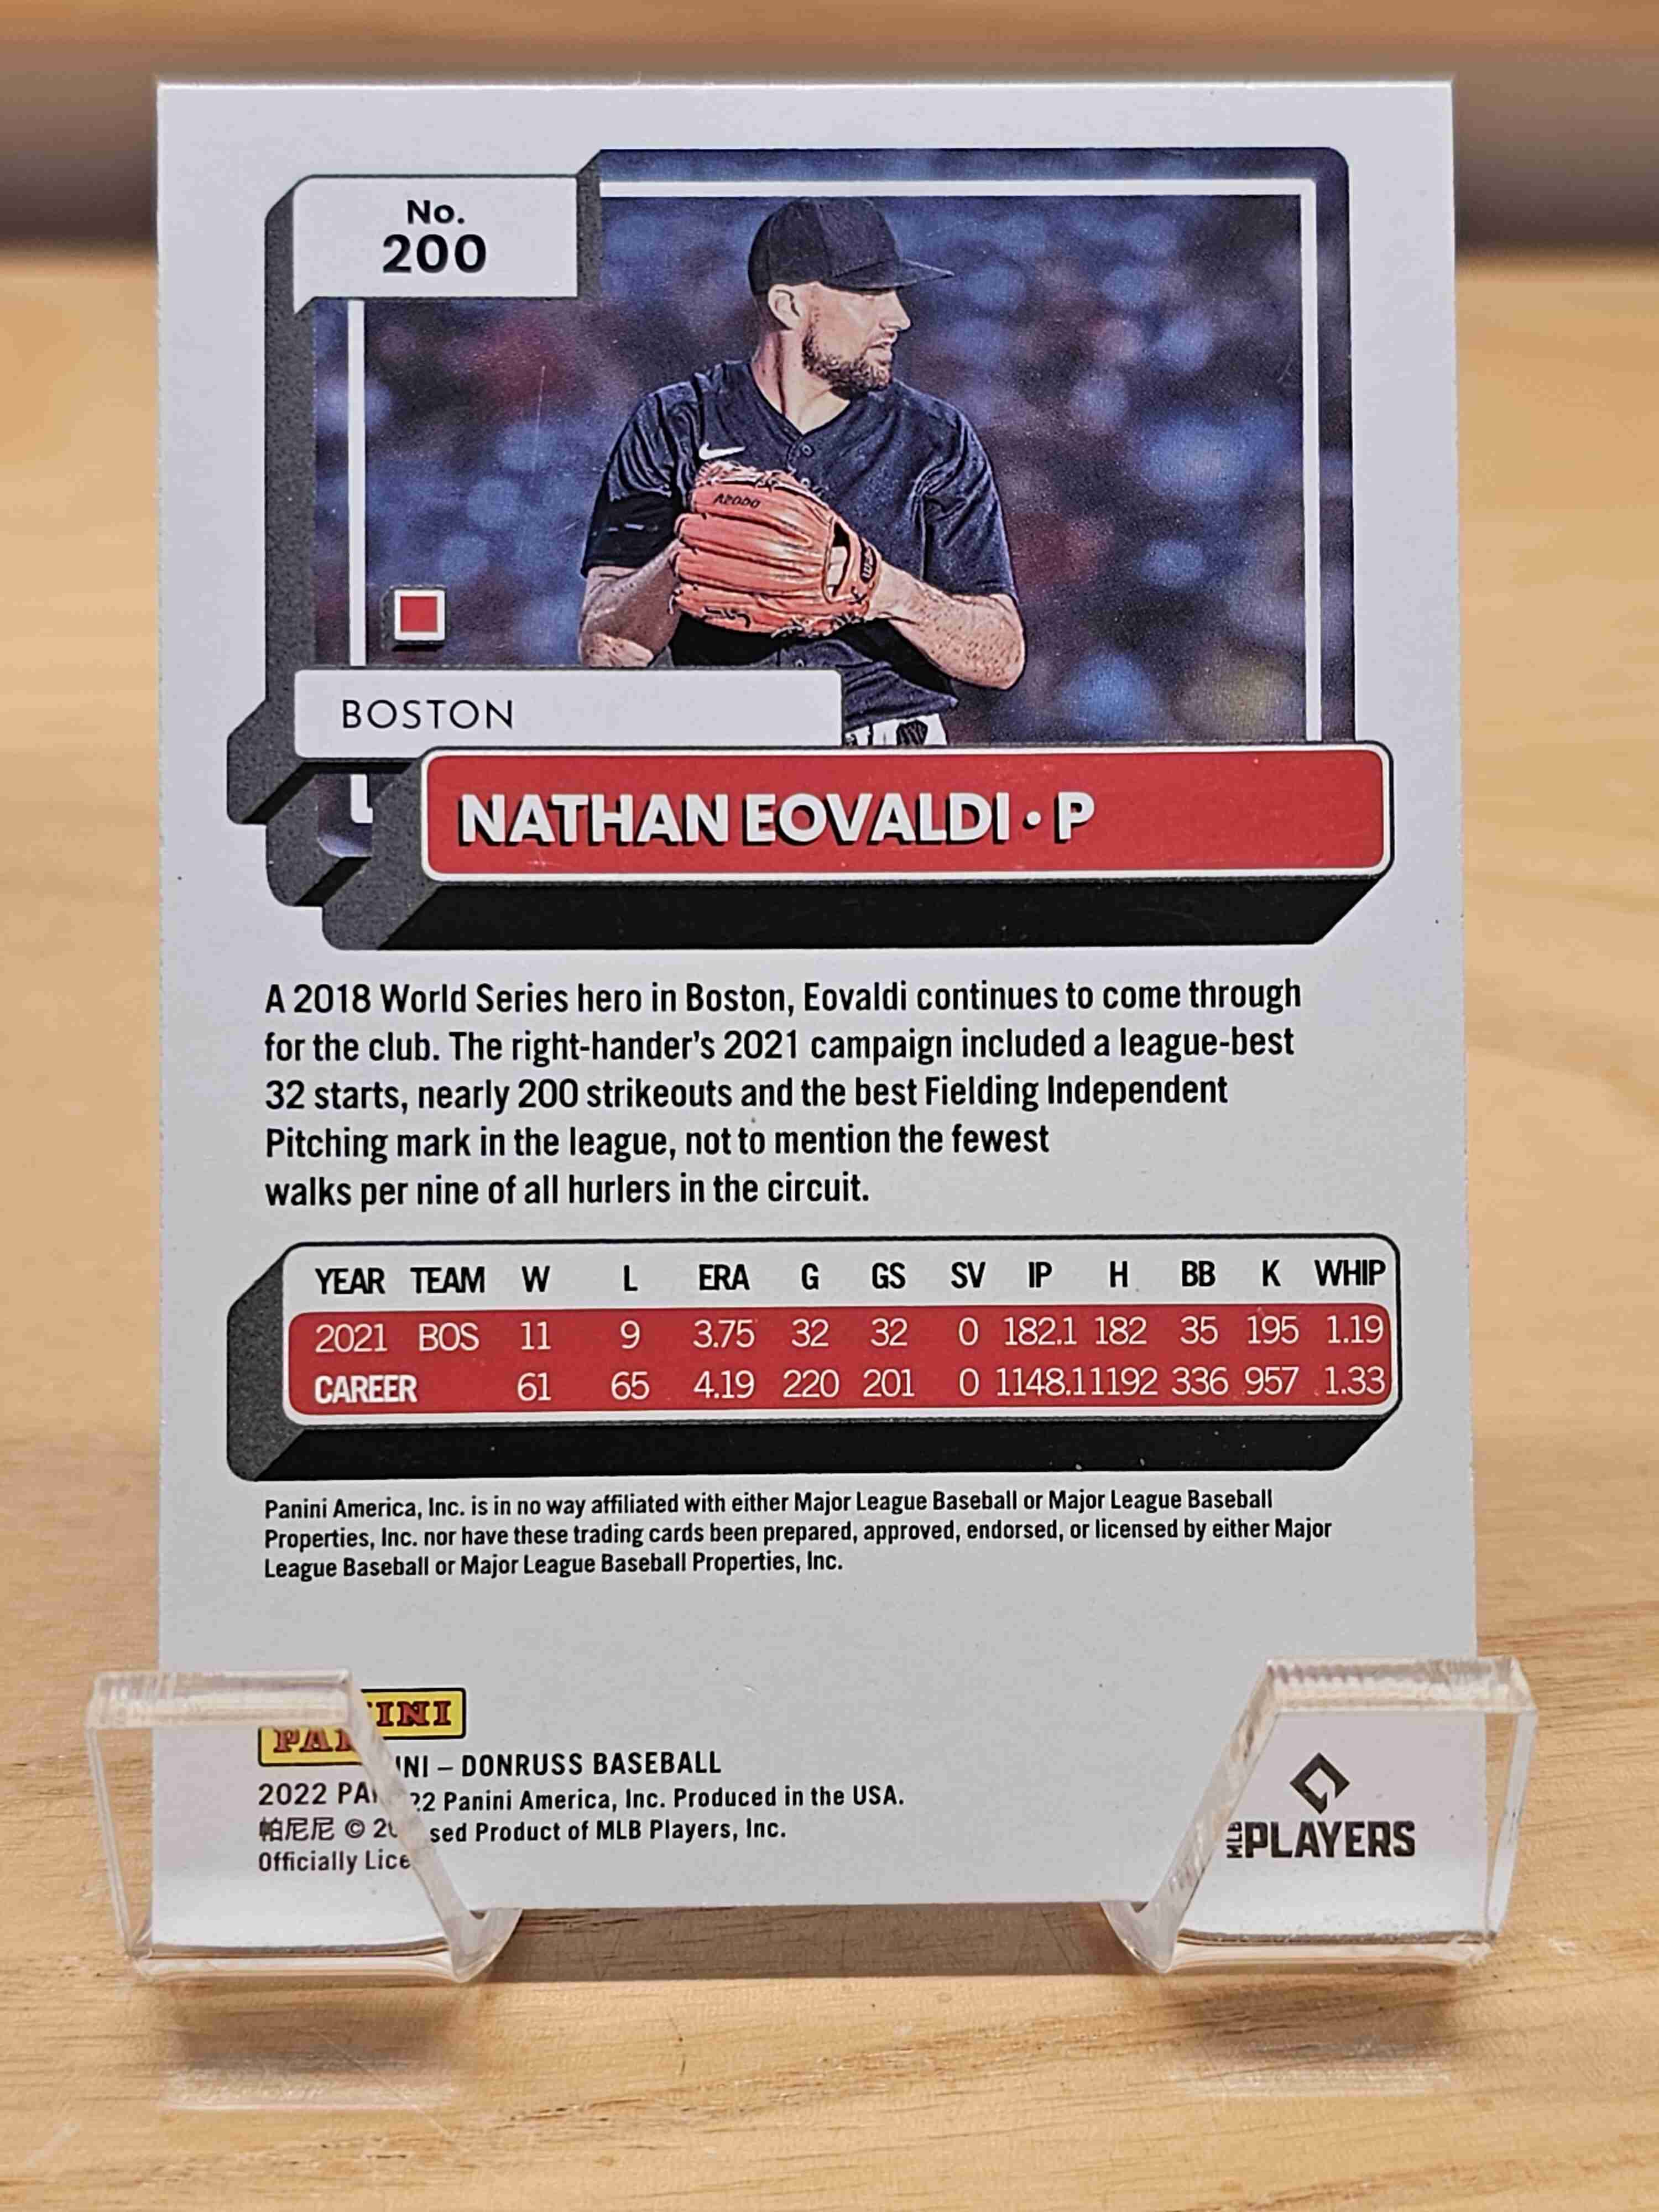 No.
200
A2000
BOSTON
NATHAN EOVALDI • P
A 2018 World Series hero in Boston, Eovaldi continues to come through
for the club. The right-hander's 2021 campaign included a league-best
32 starts, nearly 200 strikeouts and the best Fielding Independent
Pitching mark in the league, not to mention the fewest
walks per nine of all hurlers in the circuit.
YEAR TEAM W L ERA G GS SV IP H BB K WHIP
2021 BOS 11 9 3.75 32 32 0 182.1 182 35 195 1.19
CAREER 61 65 4.19 220 201 0 1148.1 1192 336 957 1.33
Panini America, Inc. is in no way affiliated with either Major League Baseball or Major League Baseball
Properties, Inc. nor have these trading cards been prepared, approved, endorsed, or licensed by either Major
League Baseball or Major League Baseball Properties, Inc.
PANINI
2022 PANINI – DONRUSS BASEBALL
帕尼尼 © 2022 Panini America, Inc. Produced in the USA.
Officially Licensed Product of MLB Players, Inc.
MLB PLAYERS